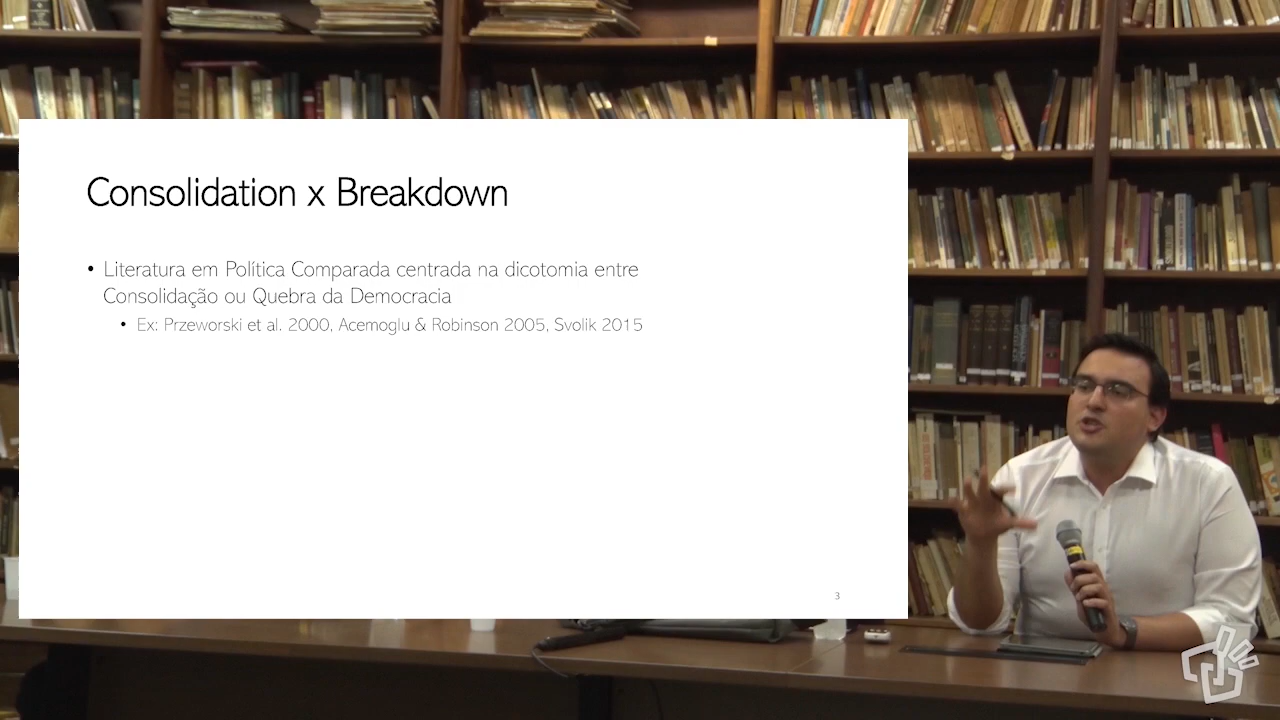 Consolidation x Breakdown
• Literatura em Política Comparada centrada na dicotomia entre
Consolidação ou Quebra da Democracia
• Ex: Przeworski et al. 2000, Acemoglu & Robinson 2005, Svolik 2015
3